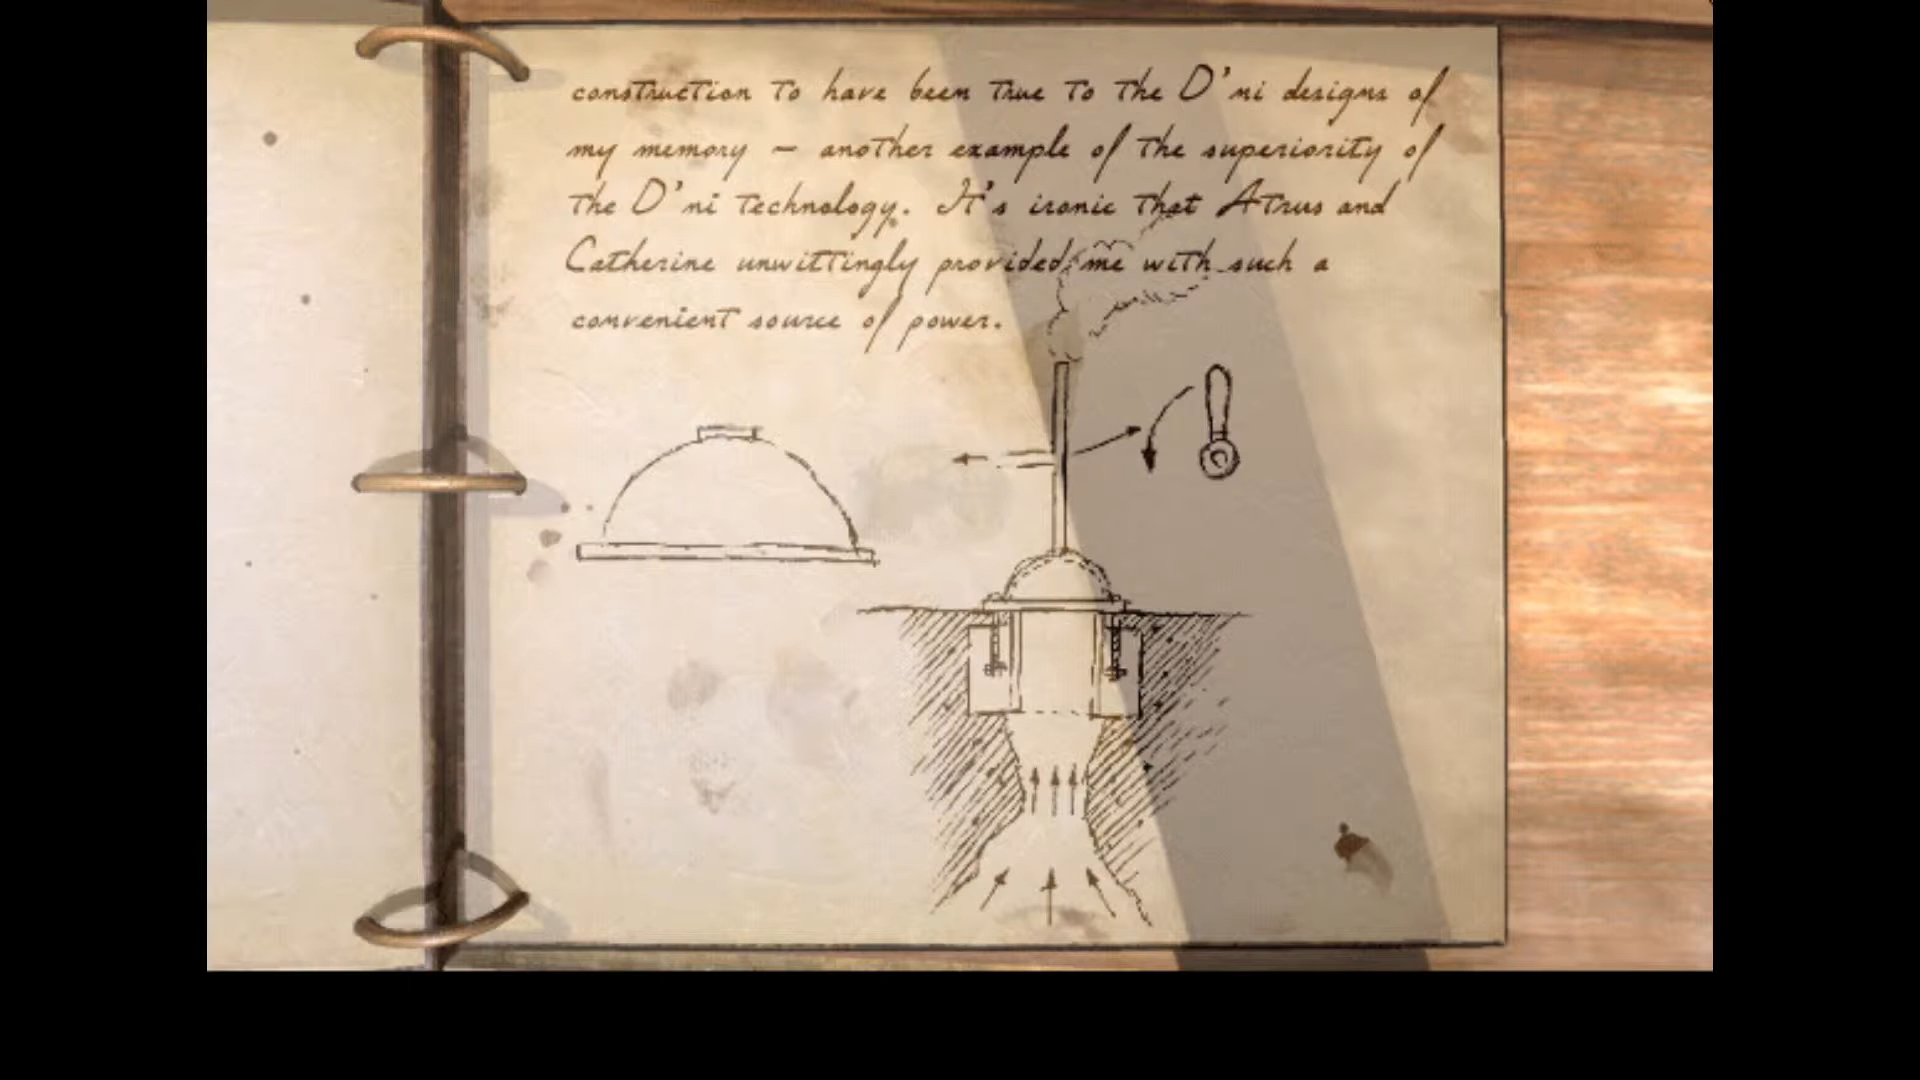 construction to have been true to the D'ni designs of
my memory – another example of the superiority of
the D'ni technology. It's ironic that Atrus and
Catherine unwittingly provided me with such a
convenient source of power.